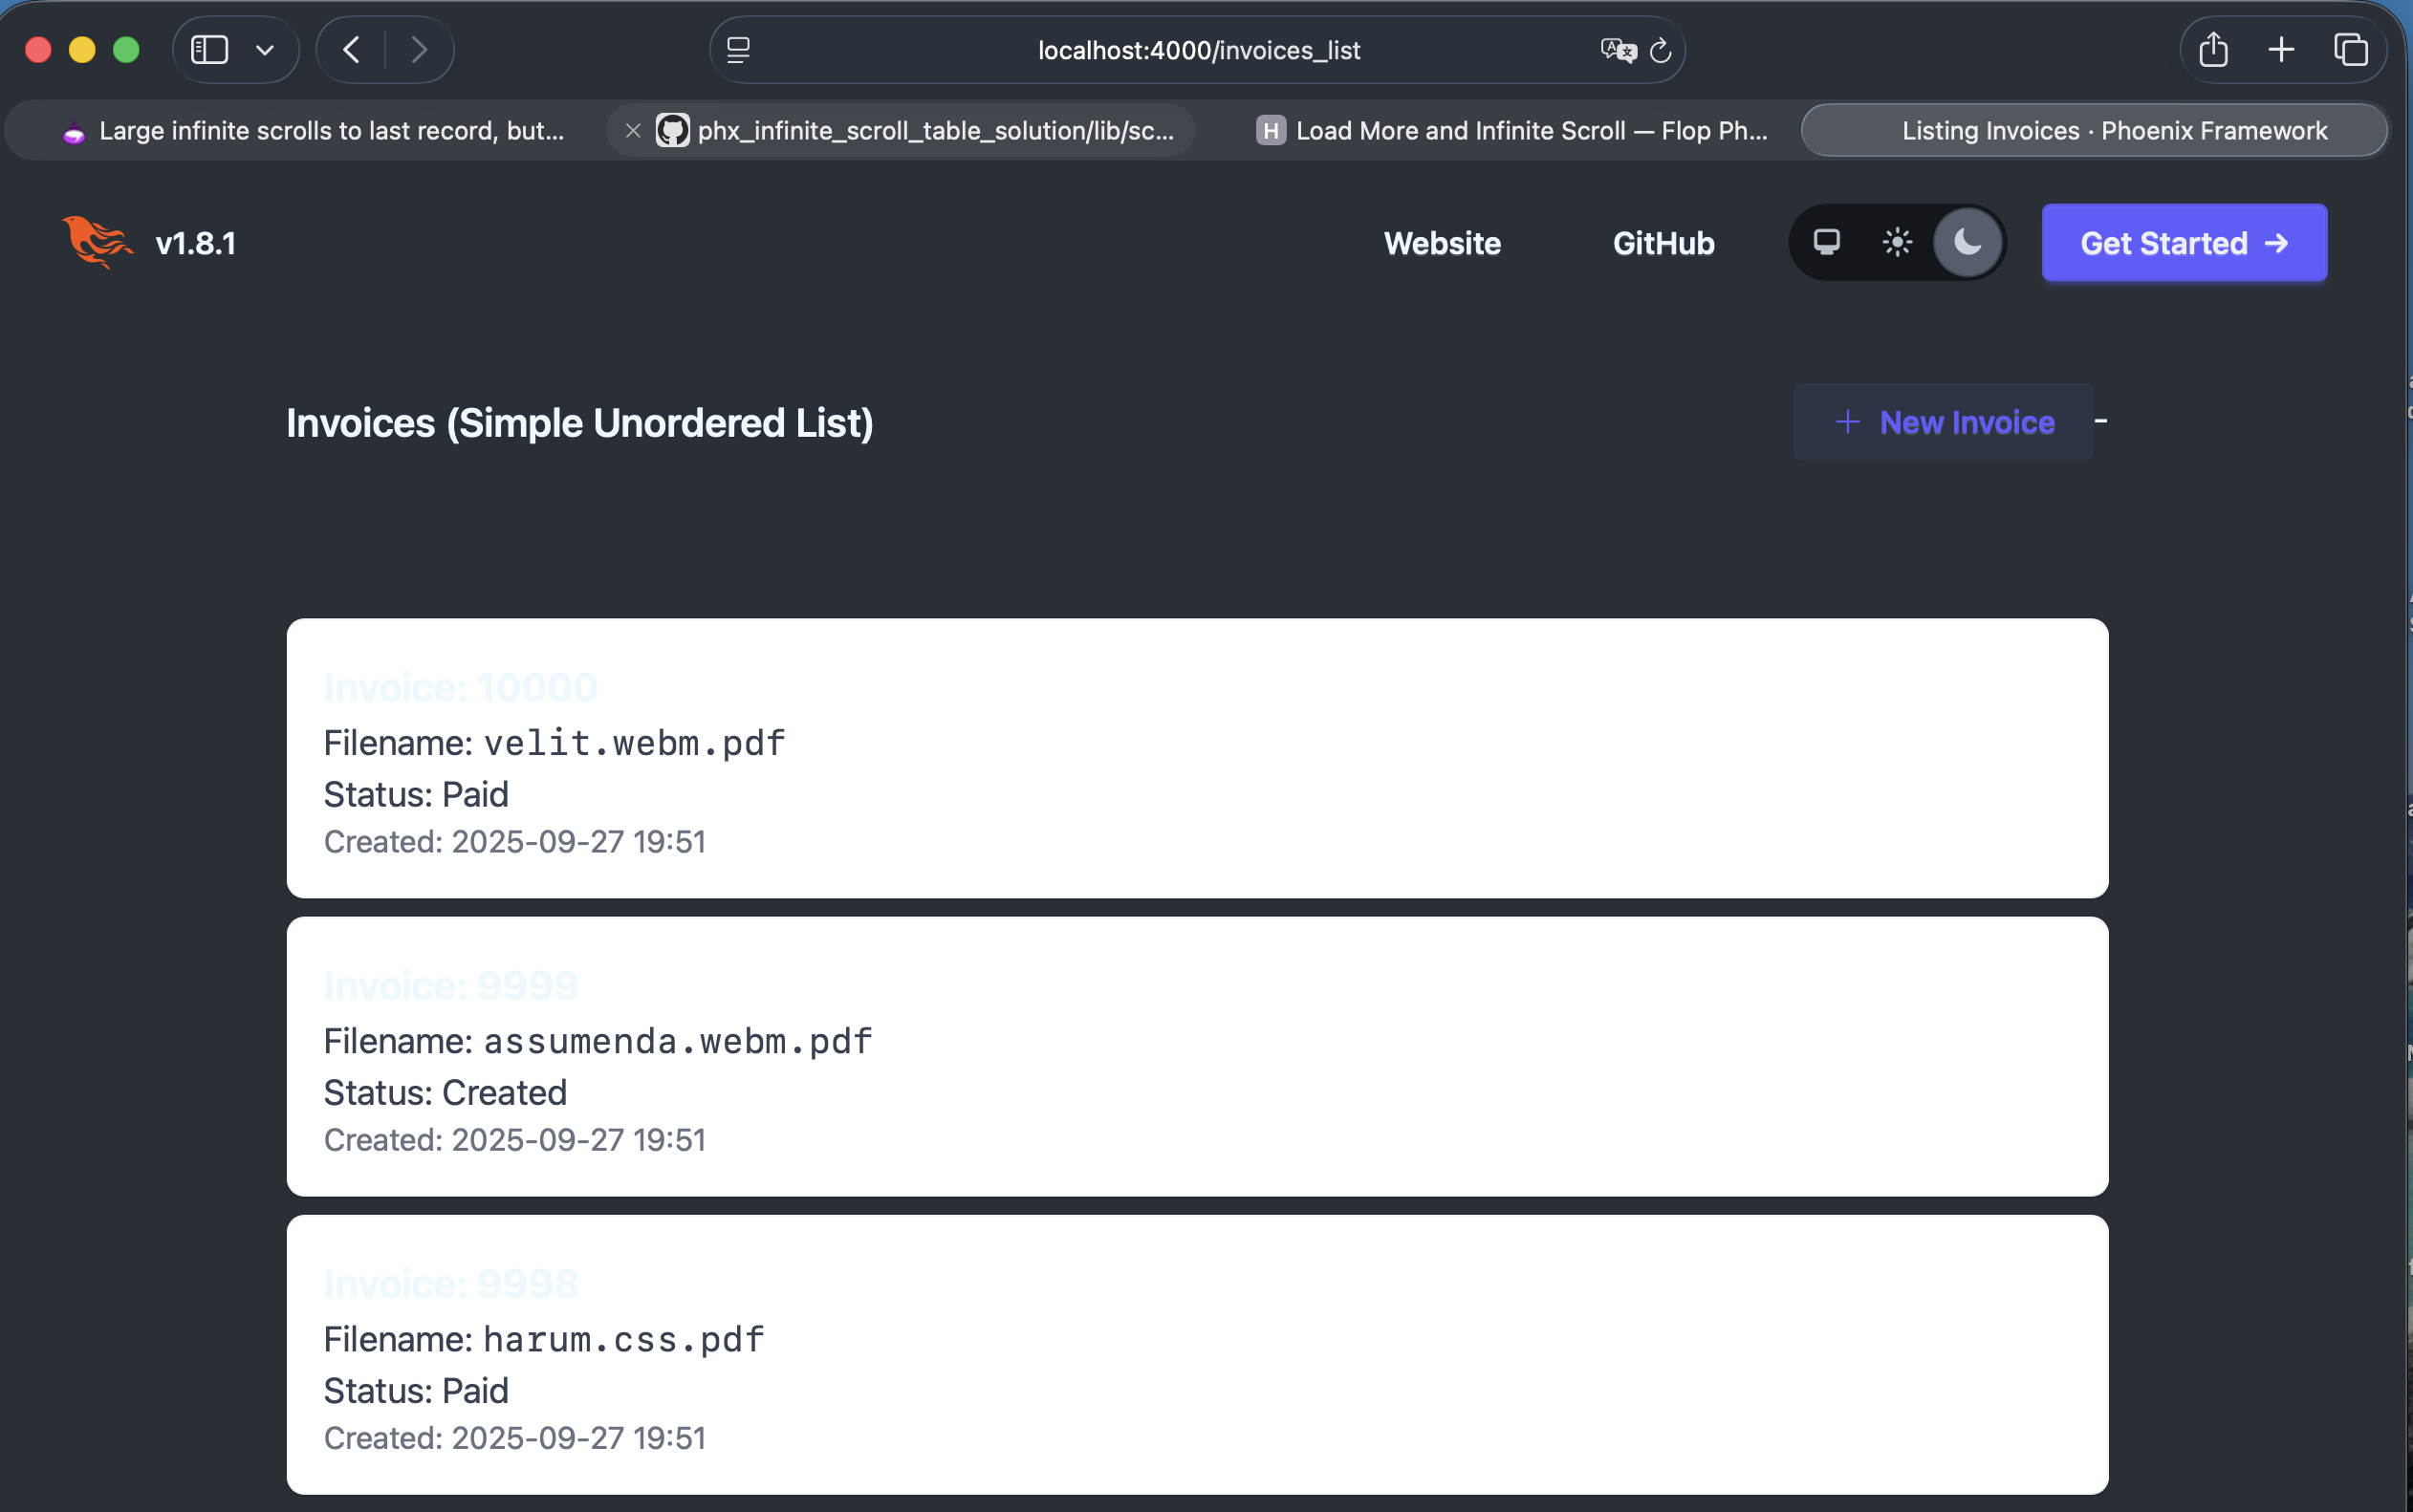 localhost:4000/invoices_list
Large infinite scrolls to last record, but...
phx_infinite_scroll_table_solution/lib/sc...
H Load More and Infinite Scroll — Flop Ph...
Listing Invoices · Phoenix Framework
v1.8.1
Website
GitHub
Get Started →
Invoices (Simple Unordered List)
+ New Invoice -
Invoice: 10000
Filename: velit.webm.pdf
Status: Paid
Created: 2025-09-27 19:51
Invoice: 9999
Filename: assumenda.webm.pdf
Status: Created
Created: 2025-09-27 19:51
Invoice: 9998
Filename: harum.css.pdf
Status: Paid
Created: 2025-09-27 19:51